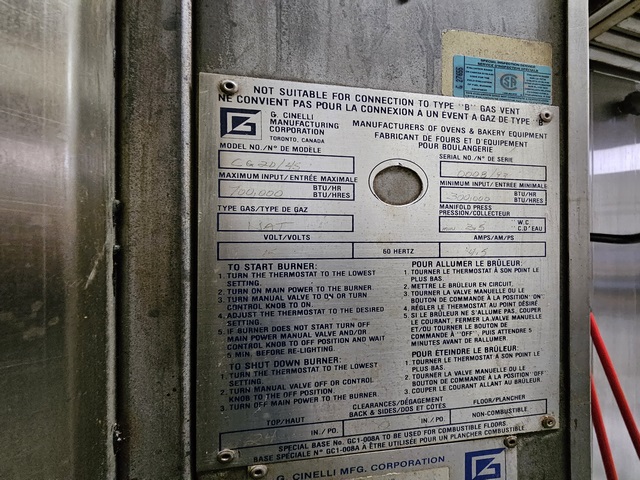 SPECIAL INSPECTION
NOT SUITABLE FOR CONNECTION TO TYPE "B" GAS VENT
NE CONVIENT PAS POUR LA CONNEXION A UN EVENT A GAZ DE TYPE "B"
G. CINELLI
MANUFACTURING
CORPORATION
TORONTO, CANADA
MANUFACTURERS OF OVENS & BAKERY EQUIPMENT
FABRICANT DE FOURS ET D'EQUIPEMENT
POUR BOULANGERIE
MODEL NO./N° DE MODELE
SERIAL NO./N° DE SERIE
MAXIMUM INPUT/ENTRÉE MAXIMALE
700,000
BTU/HR
BTU/HRES
MINIMUM INPUT/ENTRÉE MINIMALE
300,000
BTU/HR
BTU/HRES
TYPE GAS/TYPE DE GAZ
NAT
MANIFOLD PRESS
PRESSION/COLLECTEUR
W.C.
"C.D'EAU
VOLT/VOLTS
60 HERTZ
AMPS/AM/PS
TO START BURNER:
1. TURN THE THERMOSTAT TO THE LOWEST
SETTING.
2. TURN ON MAIN POWER TO THE BURNER.
3. TURN MANUAL VALVE TO ON OR TURN
CONTROL KNOB TO ON.
4. ADJUST THE THERMOSTAT TO THE DESIRED
SETTING.
5. IF BURNER DOES NOT START TURN OFF
MAIN POWER MANUAL VALVE AND/OR
CONTROL KNOB TO OFF POSITION AND WAIT
5 MIN. BEFORE RE-LIGHTING.
TO SHUT DOWN BURNER:
1. TURN THE THERMOSTAT TO THE LOWEST
SETTING.
2. TURN MANUAL VALVE OFF OR CONTROL
KNOB TO THE OFF POSITION.
3. TURN OFF MAIN POWER TO THE BURNER.
POUR ALLUMER LE BRÛLEUR:
1. TOURNER LE THERMOSTAT À SON POINT LE
PLUS BAS.
2. METTRE LE BRÛLEUR EN CIRCUIT.
3. TOURNER LA VALVE MANUELLE OU LE
BOUTON DE COMMANDE À LA POSITION "ON"
4. RÉGLER LE THERMOSTAT AU POINT DÉSIRÉ
5. SI LE BRÛLEUR NE S'ALLUME PAS, COUPER
LE COURANT, FERMER LA VALVE MANUELLE
ET/OU TOURNER LE BOUTON DE
COMMANDE À "OFF", PUIS ATTENDRE 5
MINUTES AVANT DE RALLUMER.
POUR ÉTEINDRE LE BRÛLEUR:
1. TOURNER LE THERMOSTAT À SON POINT LE
PLUS BAS.
2. TOURNER LA VALVE MANUELLE OU LE
BOUTON DE COMMANDE À LA POSITION "OFF"
3. COUPER LE COURANT ALLANT AU BRÛLEUR.
CLEARANCES/DÉGAGEMENT
TOP/HAUT
BACK & SIDES/DOS ET CÔTES
FLOOR/PLANCHER
IN./PO.
IN./PO.
NON-COMBUSTIBLE
SPECIAL BASE No. GC1-008A TO BE USED FOR COMBUSTIBLE FLOORS.
BASE SPECIALE N° GC1-008A À ÊTRE UTILISÉE POUR UN PLANCHER COMBUSTIBLE
G. CINELLI MFG. CORPORATION